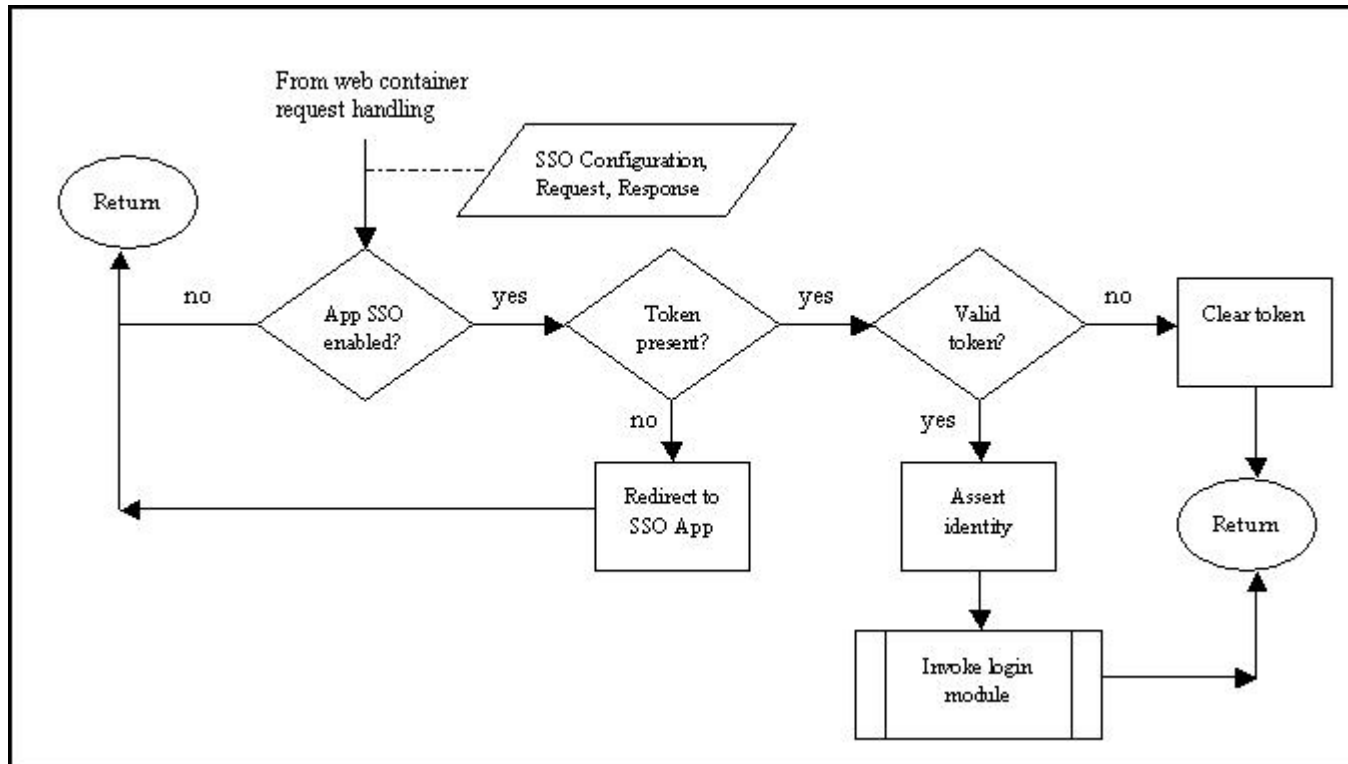 From web container
request handling
SSO Configuration,
Request, Response
Return
no
App SSO
enabled?
yes
Token
present?
yes
Valid
token?
no
Clear token
no
yes
Redirect to
SSO App
Assert
identity
Return
Invoke login
module